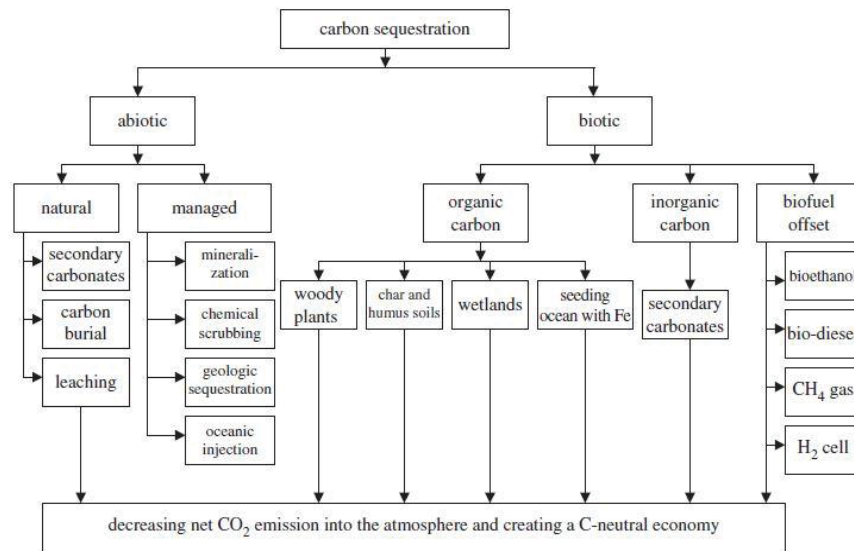 carbon sequestration
abiotic
biotic
natural
managed
organic
carbon
inorganic
carbon
biofuel
offset
secondary
carbonates
carbon
burial
leaching
minerali-
zation
chemical
scrubbing
geologic
sequestration
oceanic
injection
woody
plants
char and
humus soils
wetlands
seeding
ocean with Fe
secondary
carbonates
bioethanol
bio-diesel
CH₄ gas
H₂ cell
decreasing net CO₂ emission into the atmosphere and creating a C-neutral economy